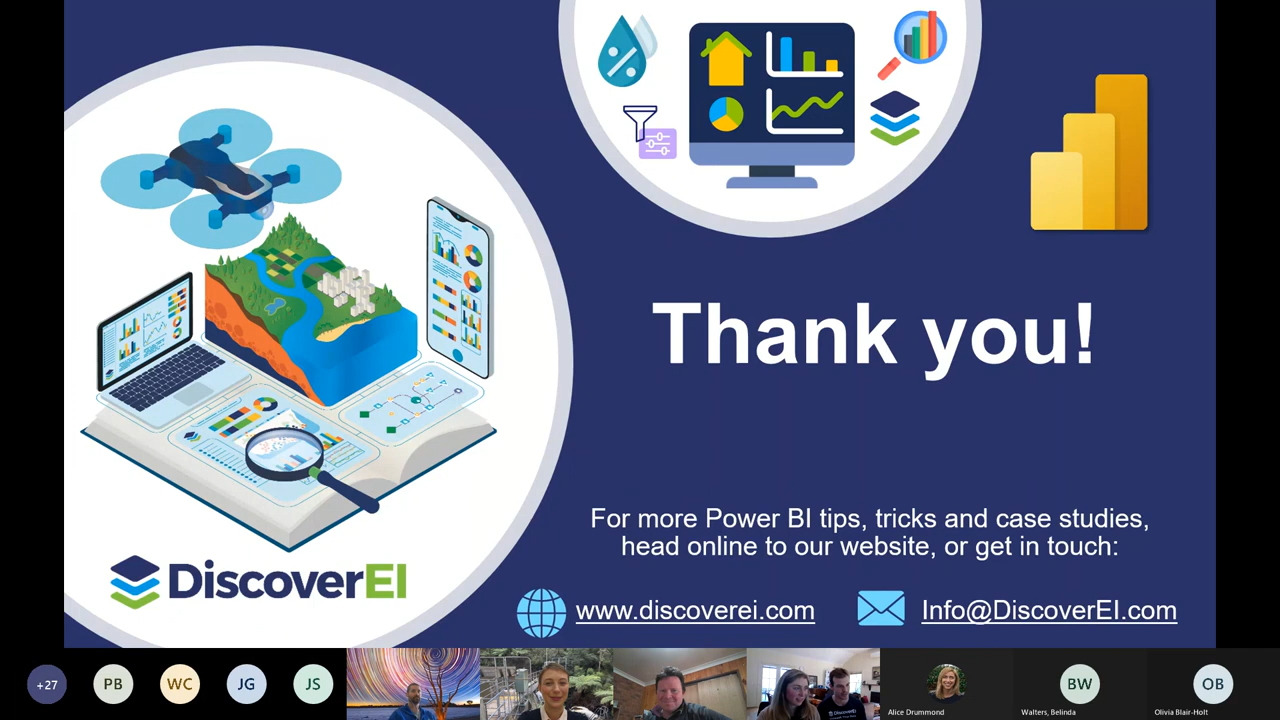 Thank you!
For more Power BI tips, tricks and case studies,
head online to our website, or get in touch:
www.discoverei.com
Info@DiscoverEI.com
DiscoverEI
+27
PB
WC
JG
JS
Alice Drummond
BW
Walters, Belinda
OB
Olivia Blair-Holt
DiscoverEI